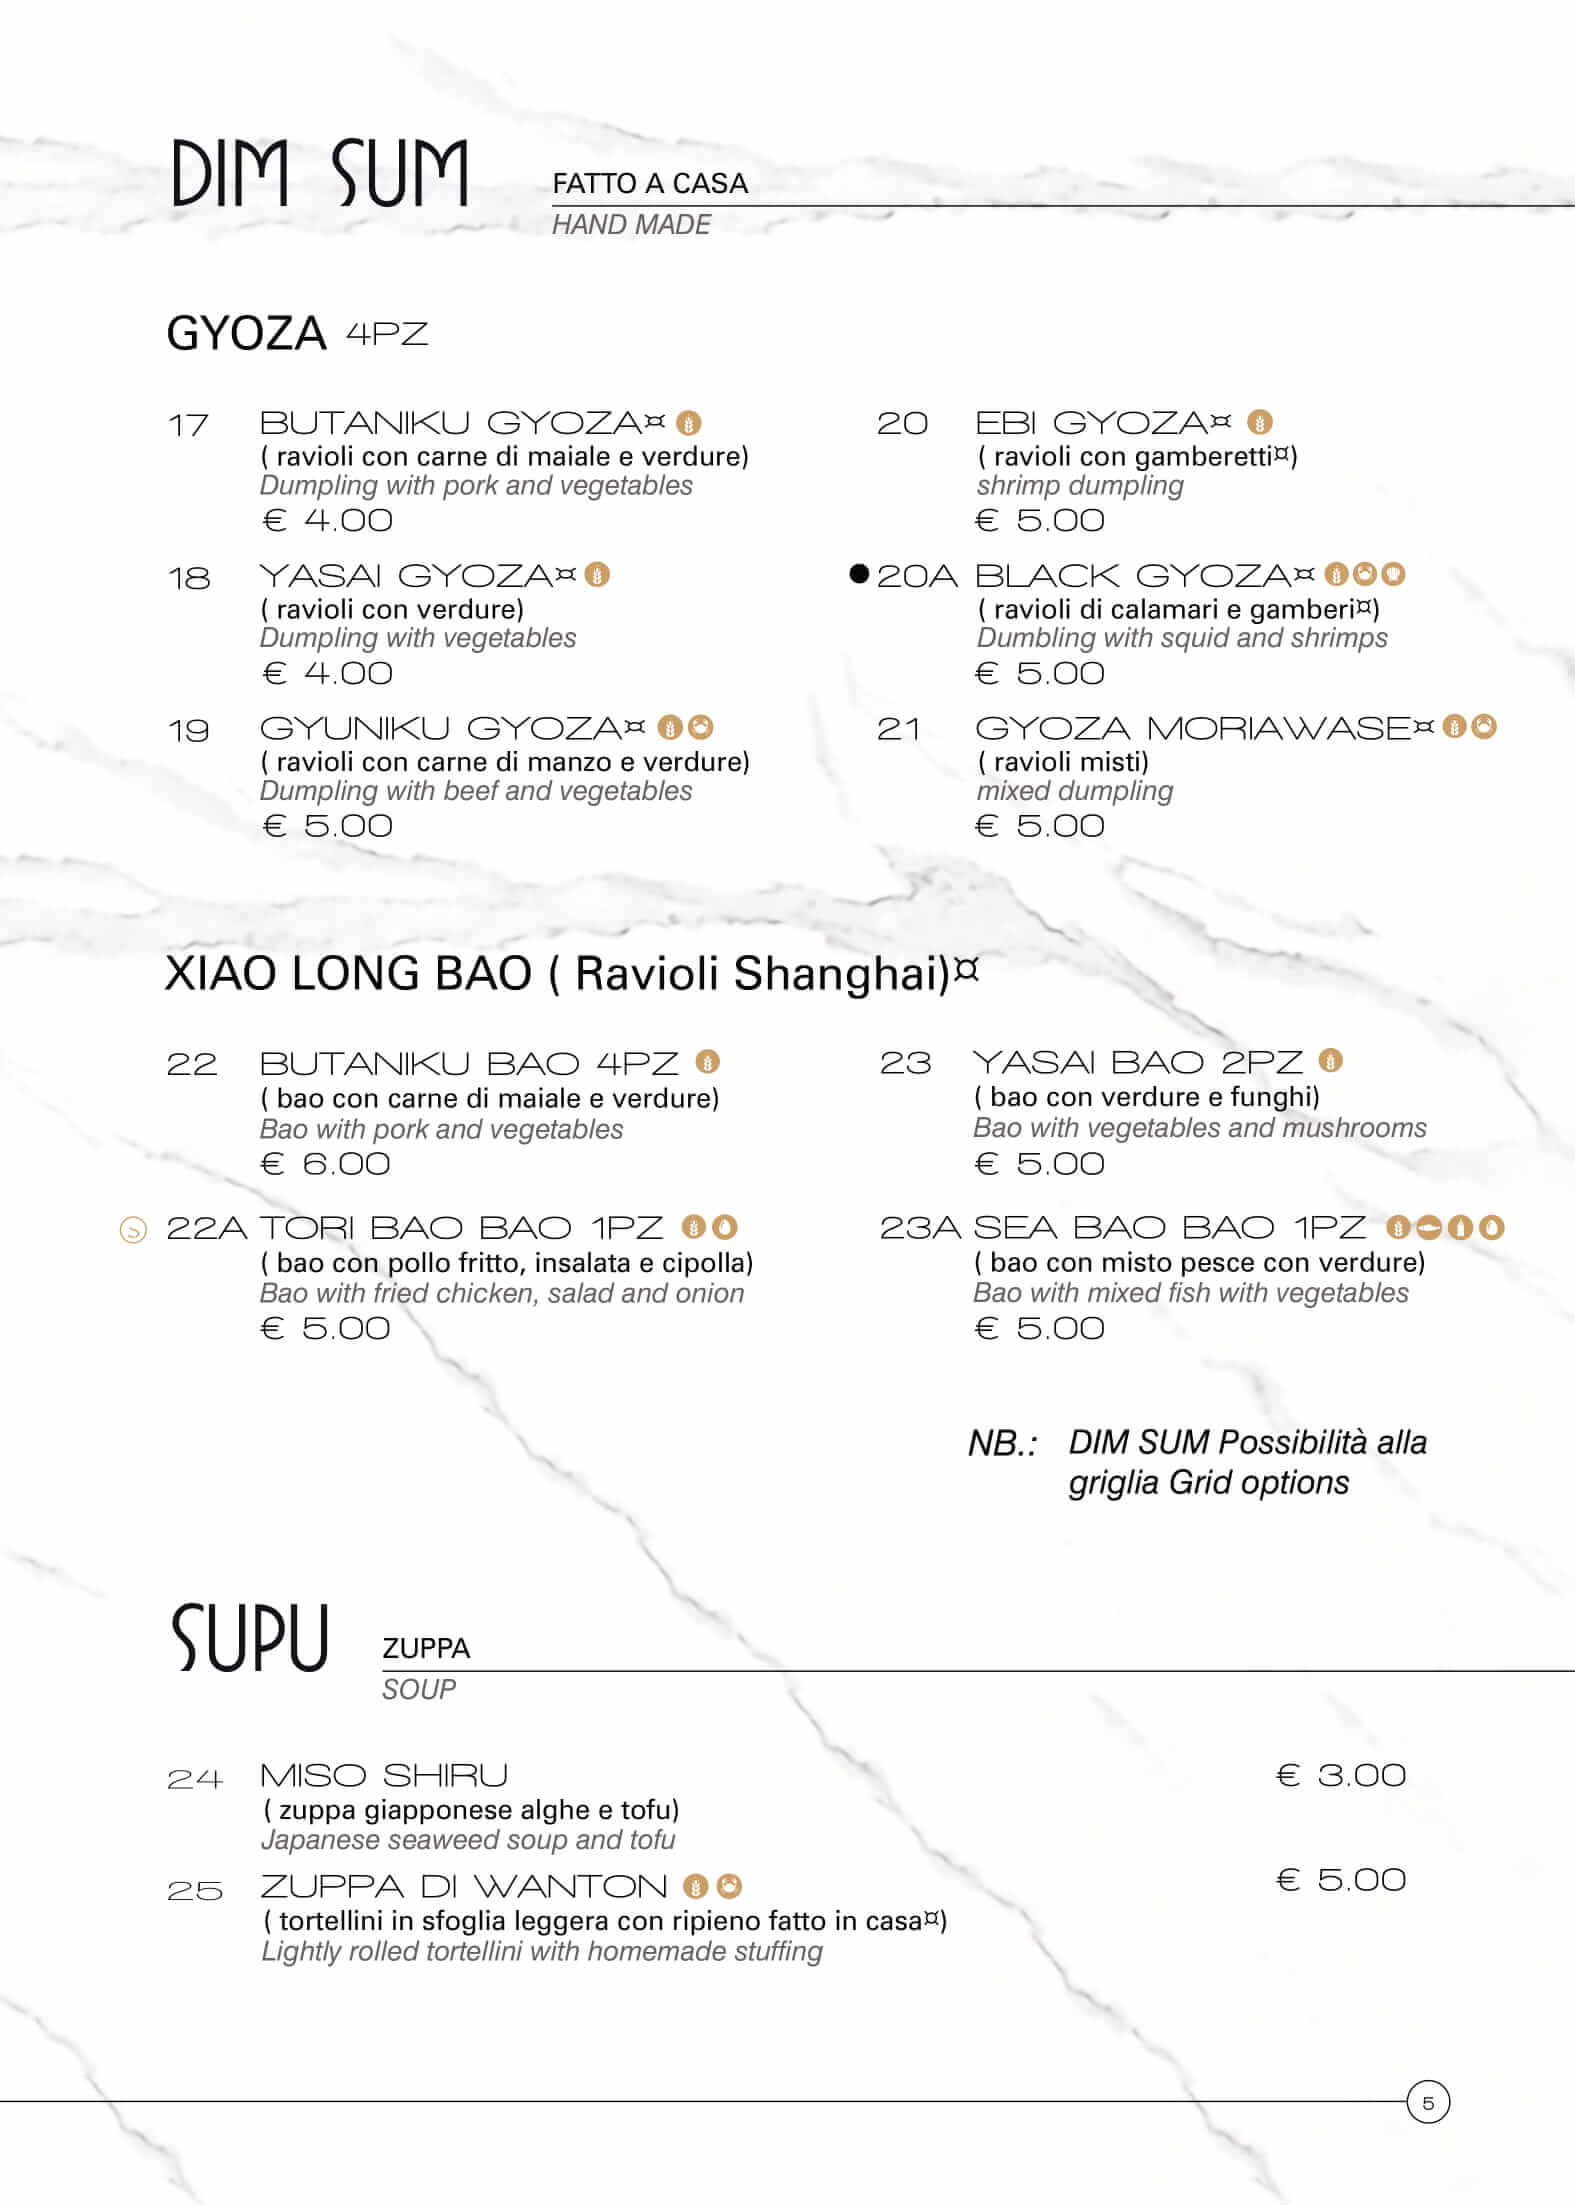 DIM SUM
FATTO A CASA
HAND MADE
GYOZA 4PZ
17 BUTANIKU GYOZA¤
( ravioli con carne di maiale e verdure)
Dumpling with pork and vegetables
€ 4.00
18 YASAI GYOZA¤
( ravioli con verdure)
Dumpling with vegetables
€ 4.00
19 GYUNIKU GYOZA¤
( ravioli con carne di manzo e verdure)
Dumpling with beef and vegetables
€ 5.00
20 EBI GYOZA¤
( ravioli con gamberetti¤)
shrimp dumpling
€ 5.00
20A BLACK GYOZA¤
( ravioli di calamari e gamberi¤)
Dumbling with squid and shrimps
€ 5.00
21 GYOZA MORIAWASE¤
( ravioli misti)
mixed dumpling
€ 5.00
XIAO LONG BAO ( Ravioli Shanghai)¤
22 BUTANIKU BAO 4PZ
( bao con carne di maiale e verdure)
Bao with pork and vegetables
€ 6.00
22A TORI BAO BAO 1PZ
( bao con pollo fritto, insalata e cipolla)
Bao with fried chicken, salad and onion
€ 5.00
23 YASAI BAO 2PZ
( bao con verdure e funghi)
Bao with vegetables and mushrooms
€ 5.00
23A SEA BAO BAO 1PZ
( bao con misto pesce con verdure)
Bao with mixed fish with vegetables
€ 5.00
NB.: DIM SUM Possibilità alla
griglia Grid options
SUPU
ZUPPA
SOUP
24 MISO SHIRU € 3.00
( zuppa giapponese alghe e tofu)
Japanese seaweed soup and tofu
25 ZUPPA DI WANTON € 5.00
( tortellini in sfoglia leggera con ripieno fatto in casa¤)
Lightly rolled tortellini with homemade stuffing
5